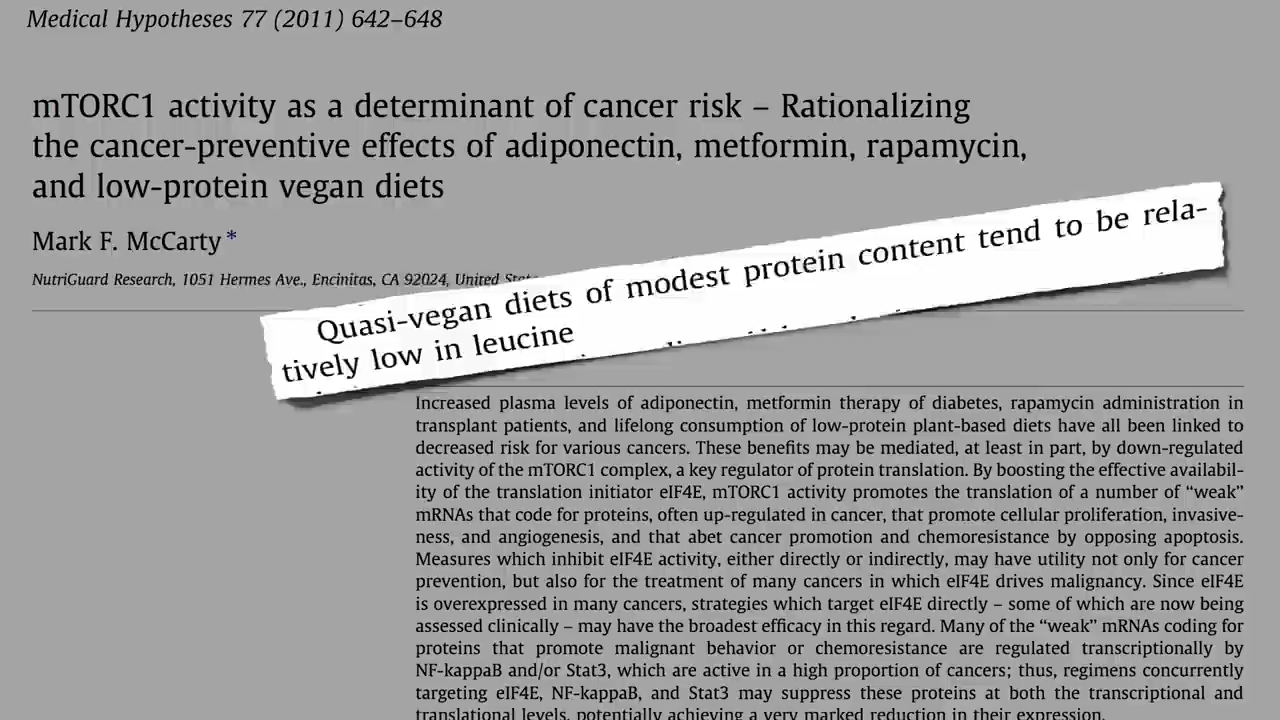 Medical Hypotheses 77 (2011) 642–648
mTORC1 activity as a determinant of cancer risk – Rationalizing
the cancer-preventive effects of adiponectin, metformin, rapamycin,
and low-protein vegan diets
Mark F. McCarty *
NutriGuard Research, 1051 Hermes Ave., Encinitas, CA 92024, United
Quasi-vegan diets of modest protein content tend to be rela-
tively low in leucine
Increased plasma levels of adiponectin, metformin therapy of diabetes, rapamycin administration in
transplant patients, and lifelong consumption of low-protein plant-based diets have all been linked to
decreased risk for various cancers. These benefits may be mediated, at least in part, by down-regulated
activity of the mTORC1 complex, a key regulator of protein translation. By boosting the effective availabil-
ity of the translation initiator eIF4E, mTORC1 activity promotes the translation of a number of “weak”
mRNAs that code for proteins, often up-regulated in cancer, that promote cellular proliferation, invasive-
ness, and angiogenesis, and that abet cancer promotion and chemoresistance by opposing apoptosis.
Measures which inhibit eIF4E activity, either directly or indirectly, may have utility not only for cancer
prevention, but also for the treatment of many cancers in which eIF4E drives malignancy. Since eIF4E
is overexpressed in many cancers, strategies which target eIF4E directly – some of which are now being
assessed clinically – may have the broadest efficacy in this regard. Many of the “weak” mRNAs coding for
proteins that promote malignant behavior or chemoresistance are regulated transcriptionally by
NF-kappaB and/or Stat3, which are active in a high proportion of cancers; thus, regimens concurrently
targeting eIF4E, NF-kappaB, and Stat3 may suppress these proteins at both the transcriptional and
translational levels, potentially achieving a very marked reduction in their expression.